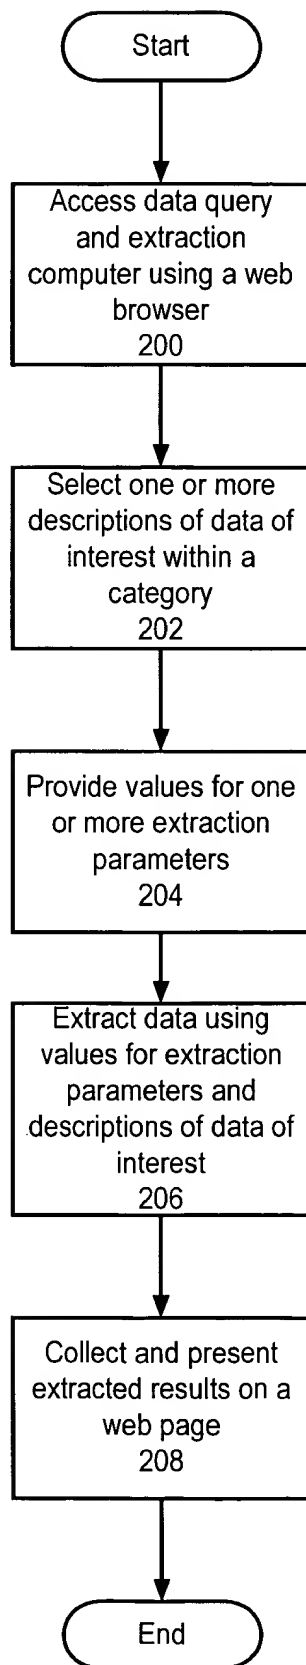 Start
Access data query
and extraction
computer using a web
browser
200
Select one or more
descriptions of data of
interest within a
category
202
Provide values for one
or more extraction
parameters
204
Extract data using
values for extraction
parameters and
descriptions of data of
interest
206
Collect and present
extracted results on a
web page
208
End